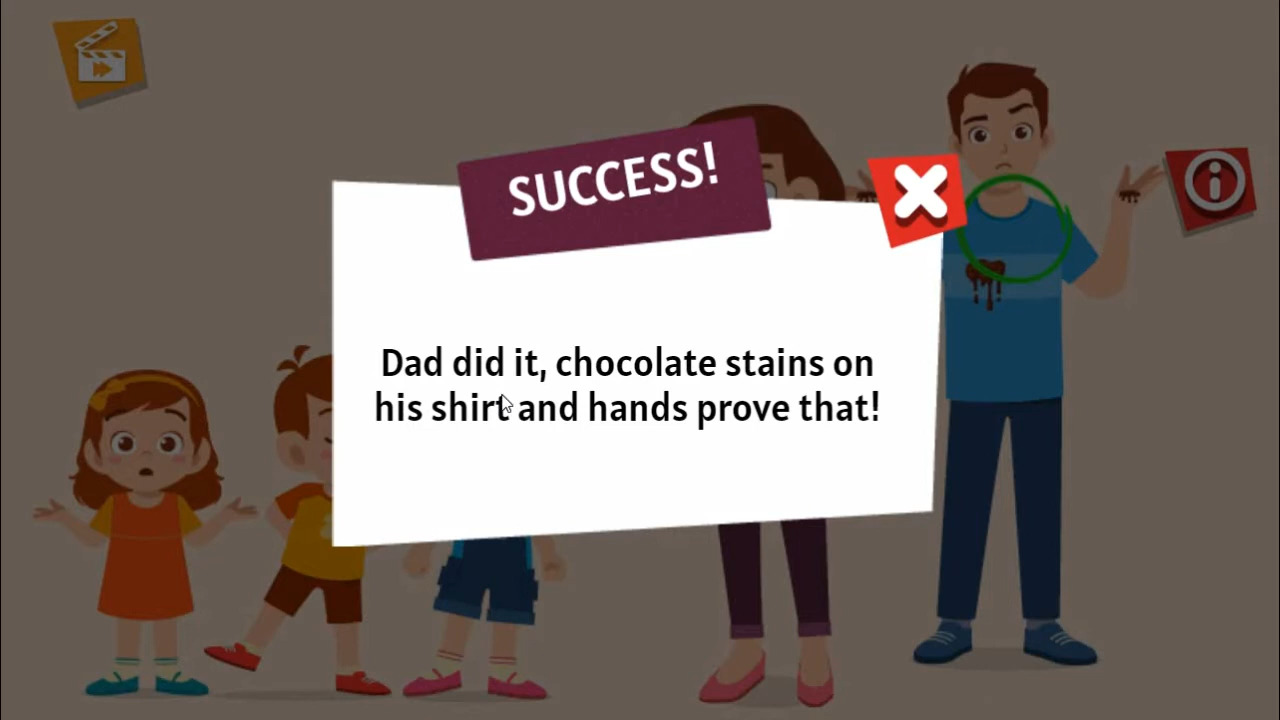 SUCCESS!
Dad did it, chocolate stains on
his shirt and hands prove that!